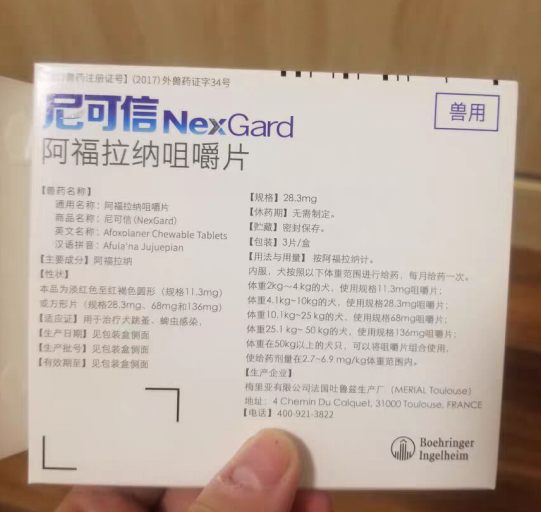 兽药注册证号】(2017)外兽药证字34号
尼可信NexGard
兽用
阿福拉纳咀嚼片
【兽药名称】
通用名称：阿福拉纳咀嚼片
商品名称：尼可信(NexGard)
英文名称：Afoxolaner Chewable Tablets
汉语拼音：Afula'na Jujuepian
【主要成分】阿福拉纳
【性状】
本品为淡红色至红褐色圆形（规格11.3mg）
或方形片（规格28.3mg、68mg和136mg）
【适应证】用于治疗犬跳蚤、蜱虫感染。
【生产日期】见包装盒侧面
【生产批号】见包装盒侧面
【有效期至】见包装盒侧面
【规格】28.3mg
【休药期】无需制定。
【贮藏】密封保存。
【包装】3片/盒
【用法与用量】按阿福拉纳计。
内服，犬按照以下体重范围进行给药，每月给药一次。
体重2kg～4kg的犬，使用规格11.3mg咀嚼片；
体重4.1kg~10kg的犬，使用规格28.3mg咀嚼片；
体重10.1kg~25 kg的犬，使用规格68mg咀嚼片；
体重25.1 kg~ 50 kg的犬，使用规格136mg咀嚼片；
体重在50kg以上的犬只，可以将咀嚼片组合使用，
使给药剂量在2.7~6.9 mg/kg体重范围内。
【生产企业】
梅里亚有限公司法国吐鲁兹生产厂（MERIAL Toulouse）
地址：4 Chemin Du Calquet, 31000 Toulouse, FRANCE
【电话】400-921-3822
Boehringer
Ingelheim